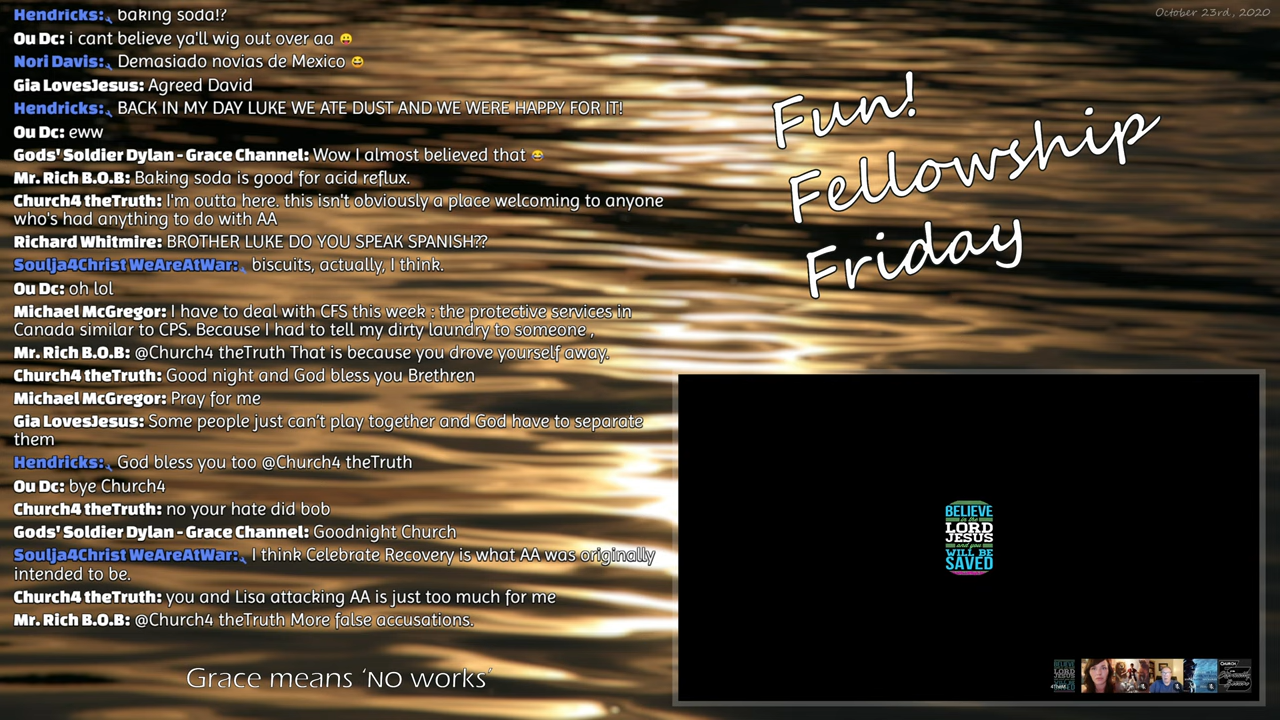 Hendricks: baking soda!?
Ou Dc: i cant believe ya'll wig out over aa 😛
Nori Davis: Demasiado novias de Mexico 😂
Gia LovesJesus: Agreed David
Hendricks: BACK IN MY DAY LUKE WE ATE DUST AND WE WERE HAPPY FOR IT!
Ou Dc: eww
Gods' Soldier Dylan - Grace Channel: Wow I almost believed that 😂
Mr. Rich B.O.B: Baking soda is good for acid reflux.
Church4 theTruth: I'm outta here. this isn't obviously a place welcoming to anyone
who's had anything to do with AA
Richard Whitmire: BROTHER LUKE DO YOU SPEAK SPANISH??
Soulja4Christ WeAreAtWar: biscuits, actually, I think.
Ou Dc: oh lol
Michael McGregor: I have to deal with CFS this week : the protective services in
Canada similar to CPS. Because I had to tell my dirty laundry to someone ,
Mr. Rich B.O.B: @Church4 theTruth That is because you drove yourself away.
Church4 theTruth: Good night and God bless you Brethren
Michael McGregor: Pray for me
Gia LovesJesus: Some people just can't play together and God have to separate
them
Hendricks: God bless you too @Church4 theTruth
Ou Dc: bye Church4
Church4 theTruth: no your hate did bob
Gods' Soldier Dylan - Grace Channel: Goodnight Church
Soulja4Christ WeAreAtWar: I think Celebrate Recovery is what AA was originally
intended to be.
Church4 theTruth: you and Lisa attacking AA is just too much for me
Mr. Rich B.O.B: @Church4 theTruth More false accusations.
Grace means 'NO works'
October 23rd, 2020
Fun!
Fellowship
Friday
BELIEVE
in the
LORD
JESUS
and you
WILL BE
SAVED
BELIEVE
LORD
JESUS
CHURCH